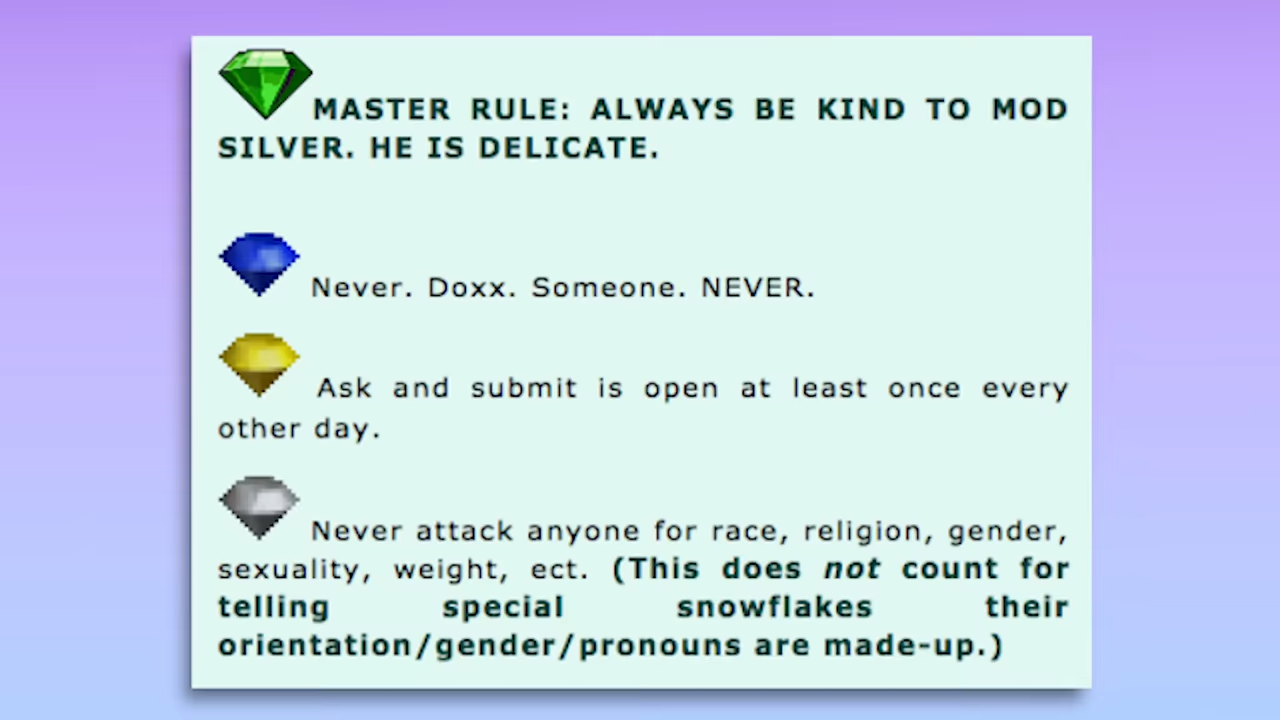 MASTER RULE: ALWAYS BE KIND TO MOD
SILVER. HE IS DELICATE.
Never. Doxx. Someone. NEVER.
Ask and submit is open at least once every
other day.
Never attack anyone for race, religion, gender,
sexuality, weight, ect. (This does not count for
telling special snowflakes their
orientation/gender/pronouns are made-up.)